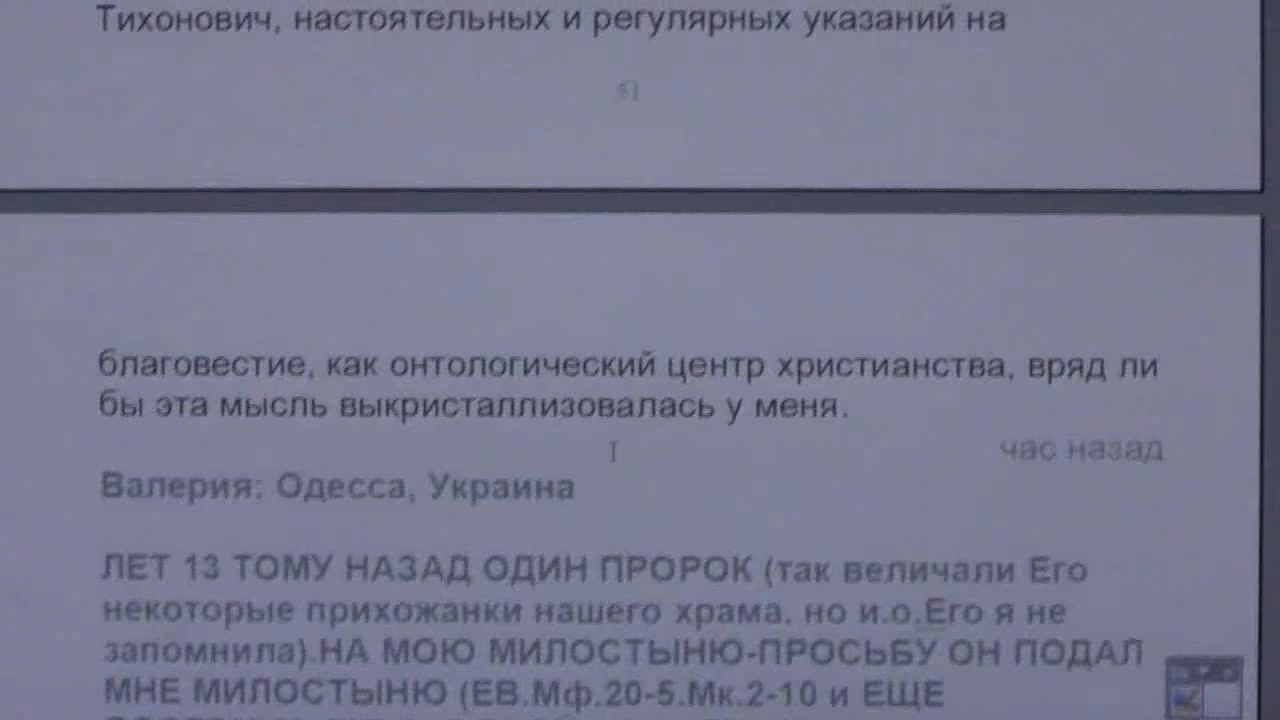 Тихонович, настоятельных и регулярных указаний на
благовестие, как онтологический центр христианства, вряд ли
бы эта мысль выкристаллизовалась у меня.
час назад
Валерия: Одесса, Украина
ЛЕТ 13 ТОМУ НАЗАД ОДИН ПРОРОК (так величали Его
некоторые прихожанки нашего храма. но и.о.Его я не
запомнила).НА МОЮ МИЛОСТЫНЮ-ПРОСЬБУ ОН ПОДАЛ
МНЕ МИЛОСТЫНЮ (ЕВ.Мф.20-5.Мк.2-10 и ЕЩЕ